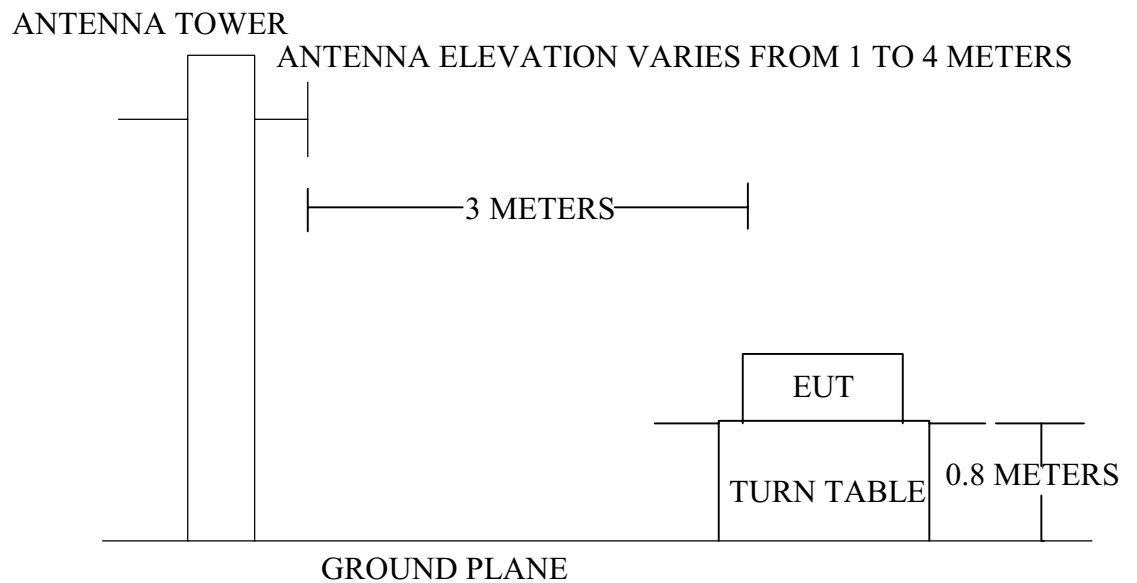 ANTENNA TOWER
ANTENNA ELEVATION VARIES FROM 1 TO 4 METERS
3 METERS
EUT
TURN TABLE
0.8 METERS
GROUND PLANE